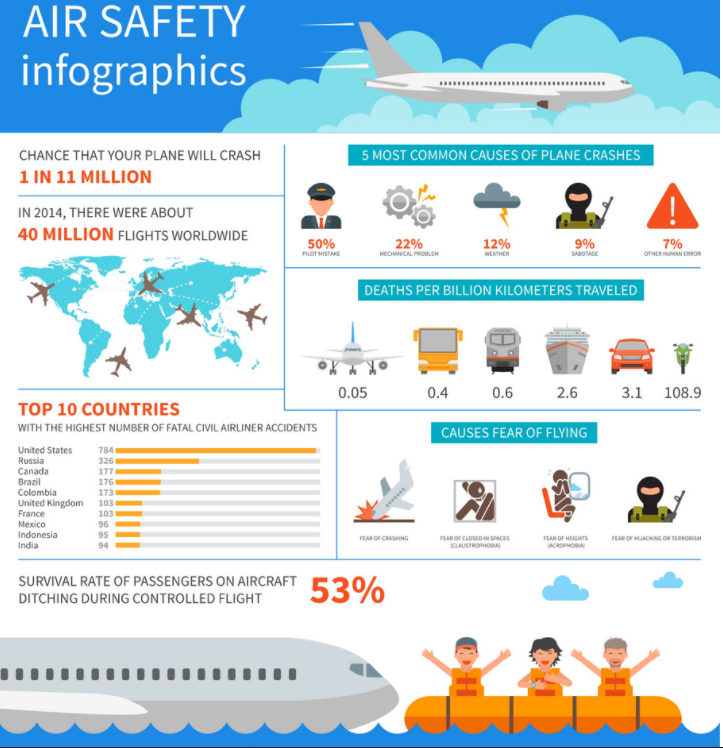 AIR SAFETY
infographics
CHANCE THAT YOUR PLANE WILL CRASH
1 IN 11 MILLION
IN 2014, THERE WERE ABOUT
40 MILLION FLIGHTS WORLDWIDE
5 MOST COMMON CAUSES OF PLANE CRASHES
50% 22% 12% 9% 7%
PILOT MISTAKE MECHANICAL PROBLEM WEATHER SABOTAGE OTHER HUMAN ERROR
DEATHS PER BILLION KILOMETERS TRAVELED
0.05 0.4 0.6 2.6 3.1 108.9
TOP 10 COUNTRIES
WITH THE HIGHEST NUMBER OF FATAL CIVIL AIRLINER ACCIDENTS
United States 784
Russia 326
Canada 177
Brazil 176
Colombia 173
United Kingdom 103
France 103
Mexico 96
Indonesia 95
India 94
CAUSES FEAR OF FLYING
FEAR OF CRASHING
FEAR OF CLOSED IN SPACES
(CLAUSTROPHOBIA)
FEAR OF HEIGHTS
(ACROPHOBIA)
FEAR OF HIJACKING OR TERRORISM
SURVIVAL RATE OF PASSENGERS ON AIRCRAFT
DITCHING DURING CONTROLLED FLIGHT
53%